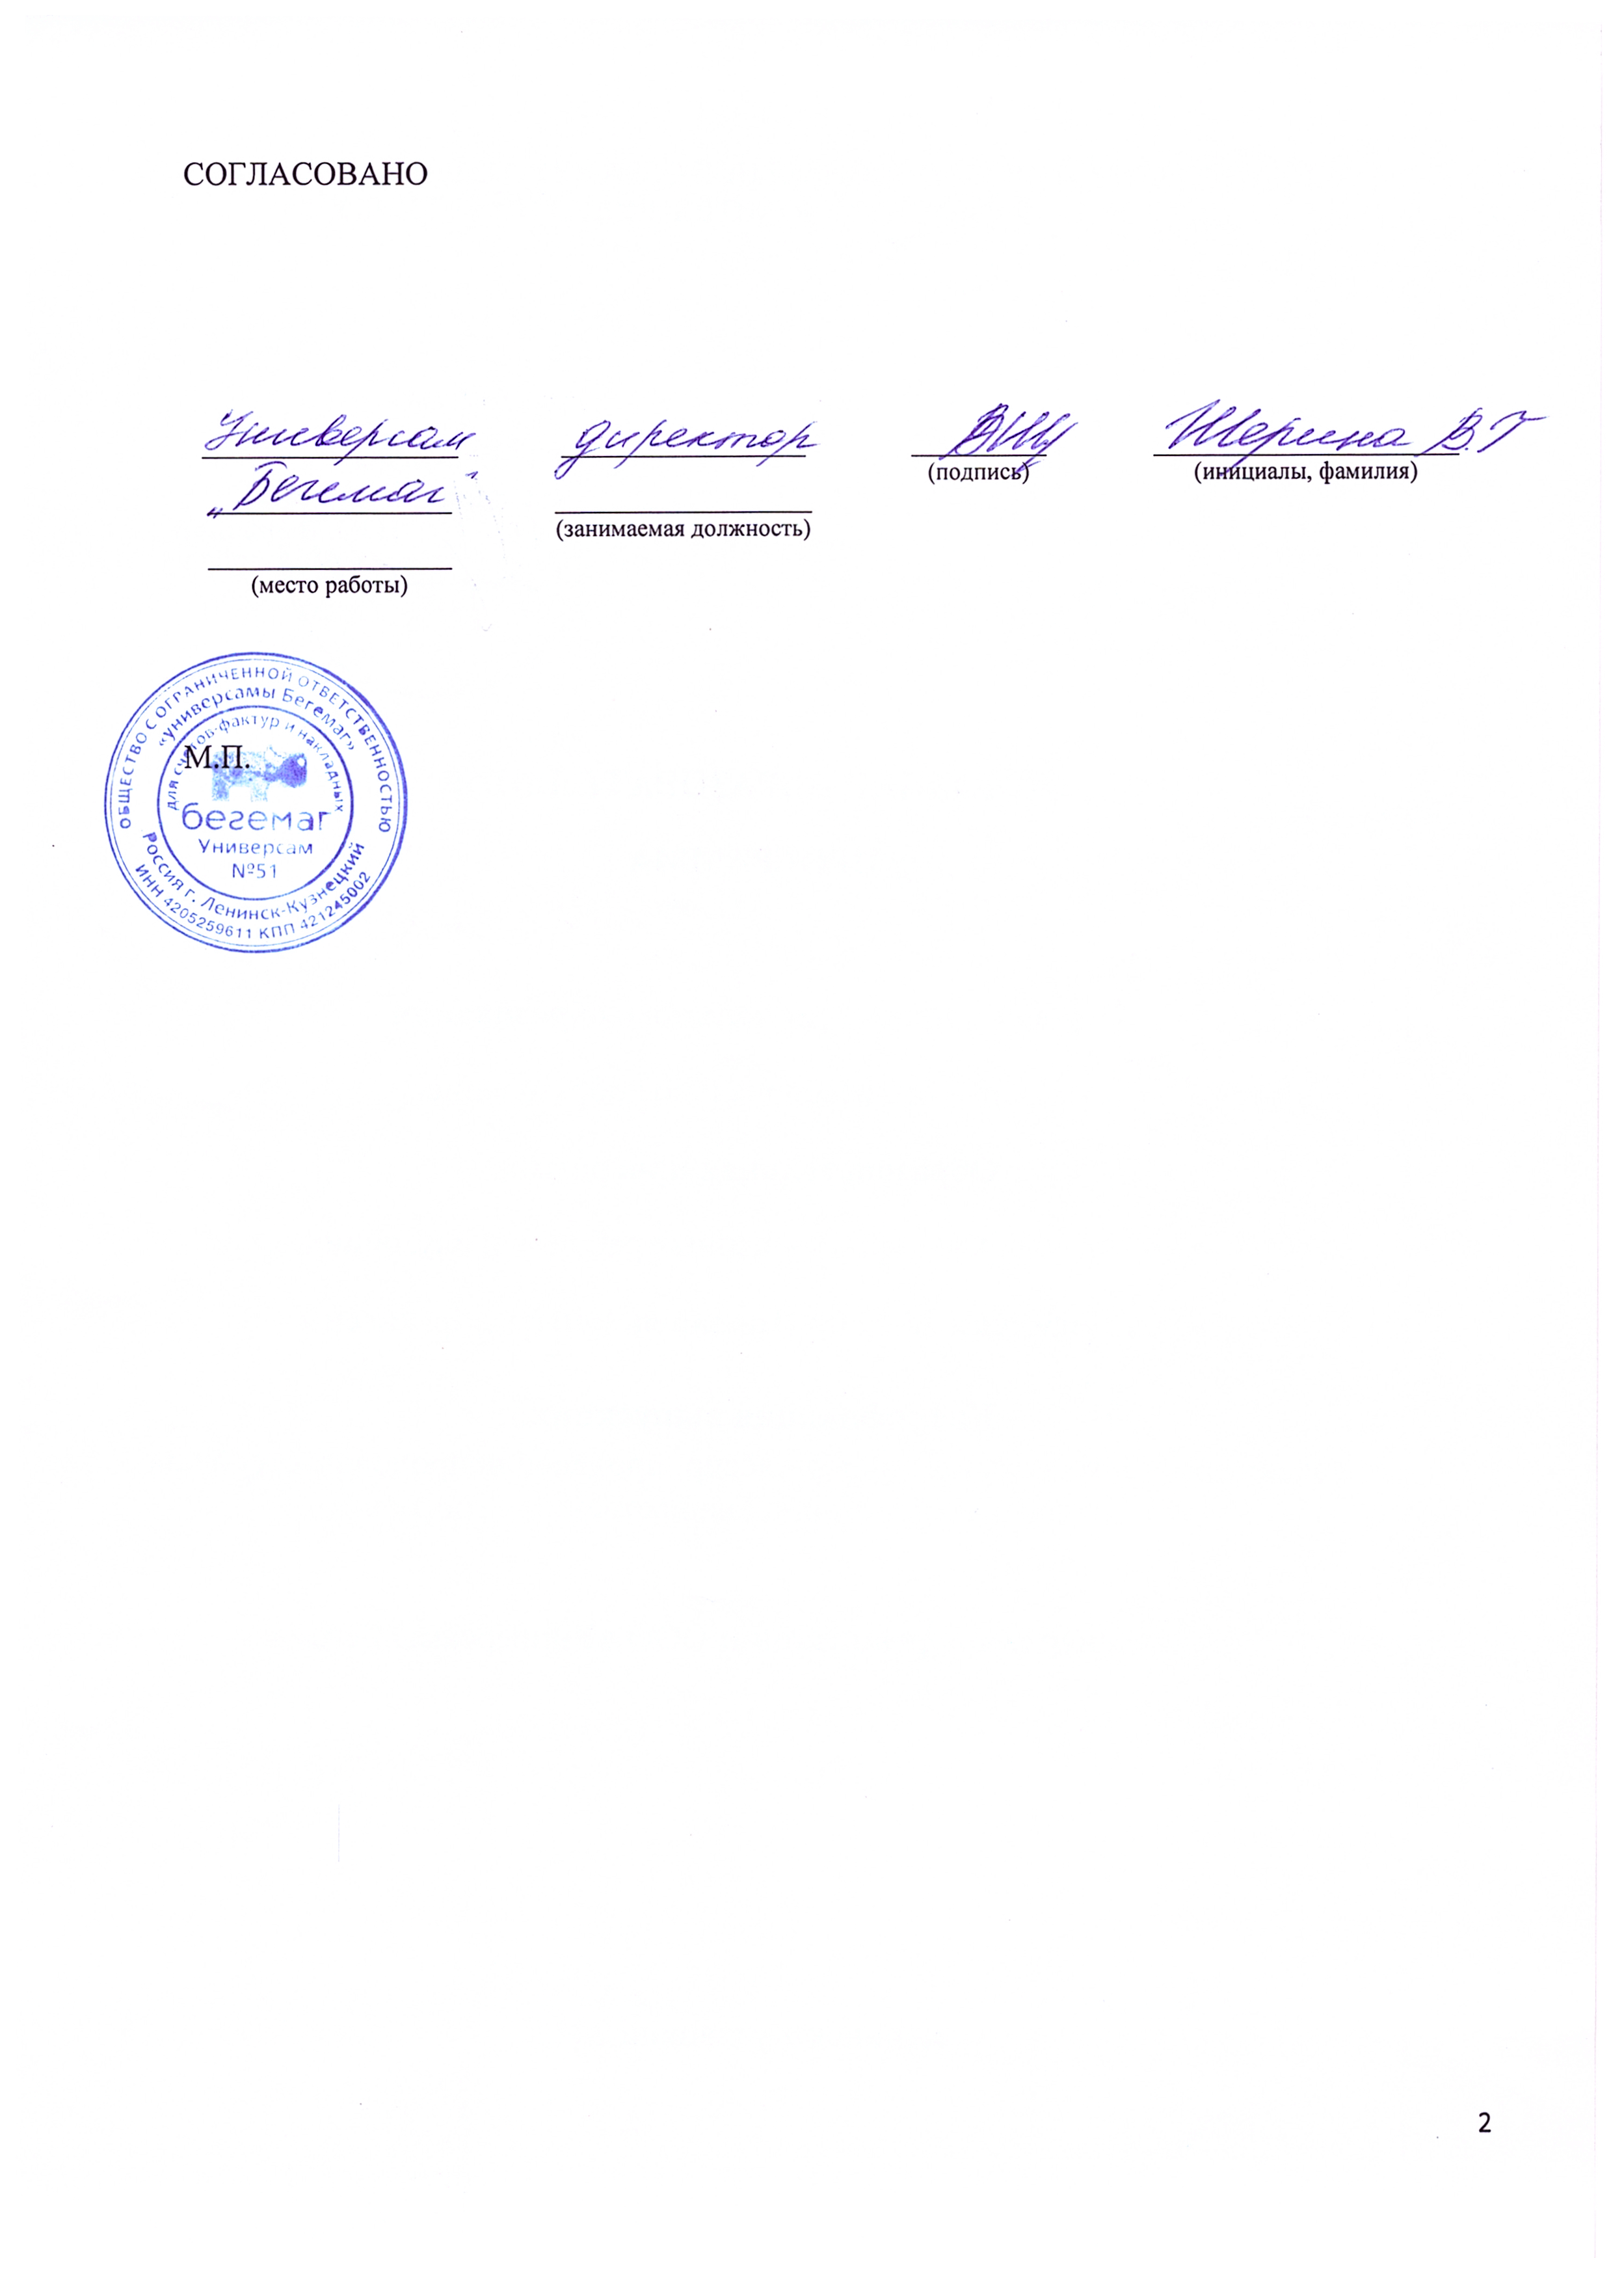 СОГЛАСОВАНО
Универсам директор Шерина В.Г
(подпись) (инициалы, фамилия)
„Бегемаг"
(занимаемая должность)
(место работы)
ОБЩЕСТВО С ОГРАНИЧЕННОЙ ОТВЕТСТВЕННОСТЬЮ
«Универсамы Бегемаг»
для счетов-фактур и накладных
М.П.
бегемаг
Универсам
№51
Россия г. Ленинск-Кузнецкий
ИНН 4205259611 КПП 421245002
2